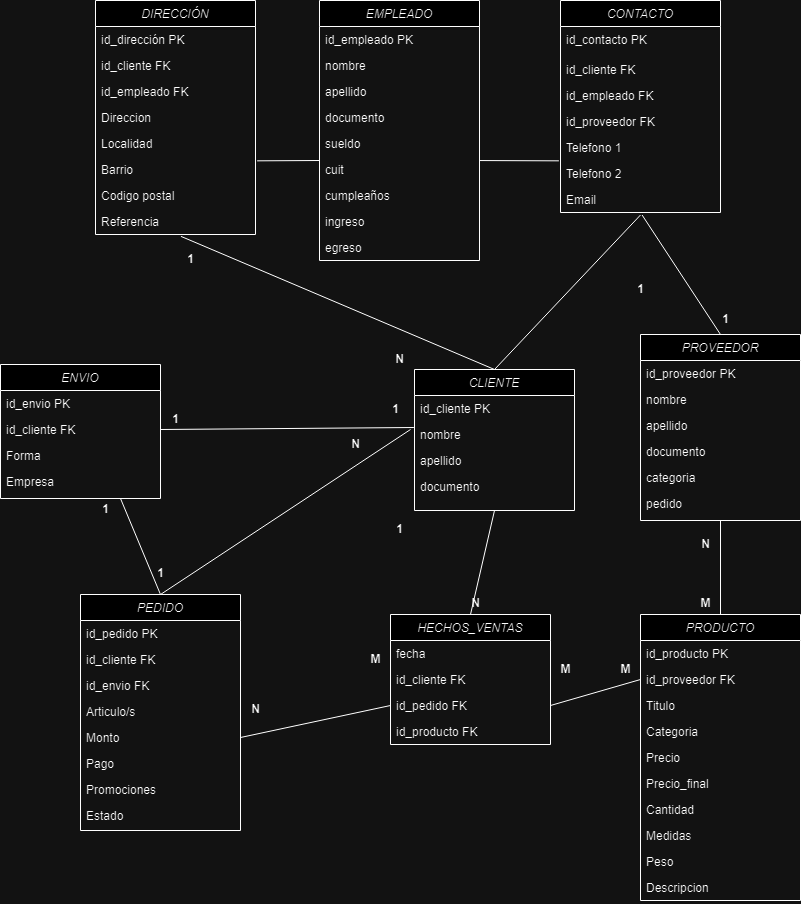 DIRECCIÓN
id_dirección PK
id_cliente FK
id_empleado FK
Direccion
Localidad
Barrio
Codigo postal
Referencia
EMPLEADO
id_empleado PK
nombre
apellido
documento
sueldo
cuit
cumpleaños
ingreso
egreso
CONTACTO
id_contacto PK
id_cliente FK
id_empleado FK
id_proveedor FK
Telefono 1
Telefono 2
Email
1
1
1
N
ENVIO
id_envio PK
id_cliente FK
Forma
Empresa
1
1
N
CLIENTE
id_cliente PK
nombre
apellido
documento
PROVEEDOR
id_proveedor PK
nombre
apellido
documento
categoria
pedido
1
1
1
N
N
M
PEDIDO
id_pedido PK
id_cliente FK
id_envio FK
Articulo/s
Monto
Pago
Promociones
Estado
N
M
HECHOS_VENTAS
fecha
id_cliente FK
id_pedido FK
id_producto FK
M
M
PRODUCTO
id_producto PK
id_proveedor FK
Titulo
Categoria
Precio
Precio_final
Cantidad
Medidas
Peso
Descripcion